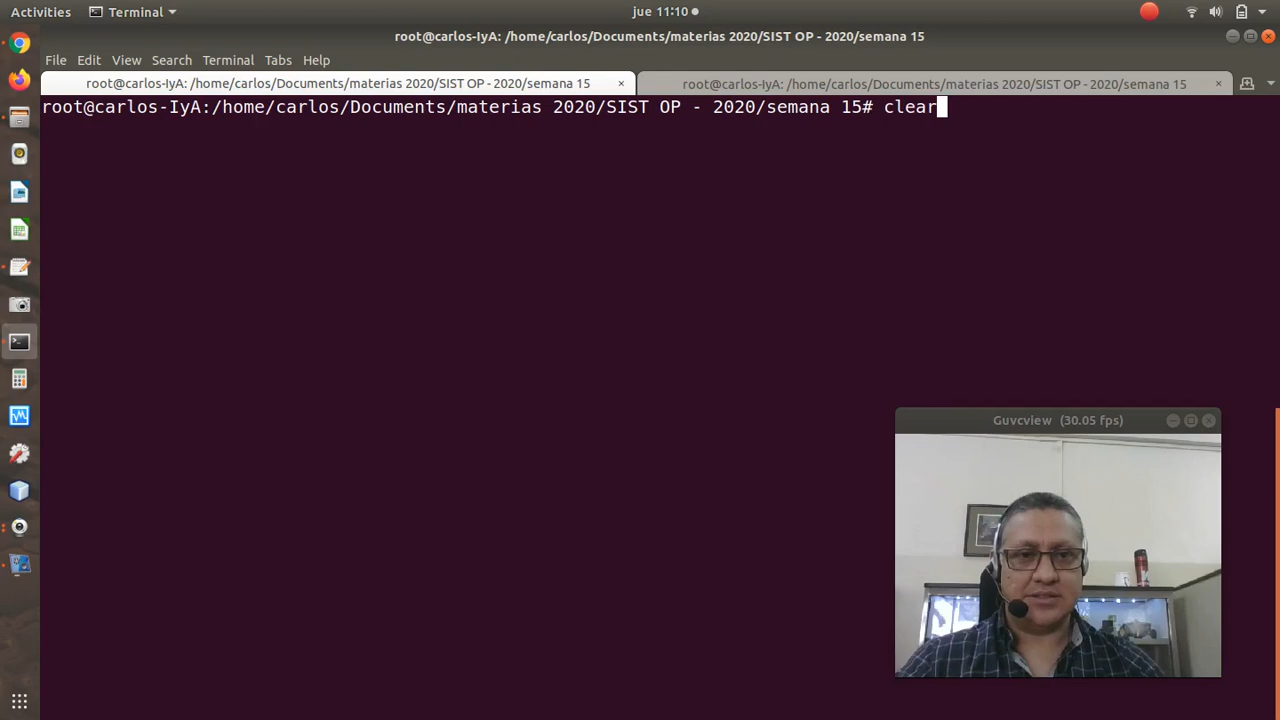 Activities Terminal jue 11:10
root@carlos-IyA: /home/carlos/Documents/materias 2020/SIST OP - 2020/semana 15
File Edit View Search Terminal Tabs Help
root@carlos-IyA: /home/carlos/Documents/materias 2020/SIST OP - 2020/semana 15 × root@carlos-IyA: /home/carlos/Documents/materias 2020/SIST OP - 2020/semana 15 ×
root@carlos-IyA:/home/carlos/Documents/materias 2020/SIST OP - 2020/semana 15# clear
Guvcview (30.05 fps)